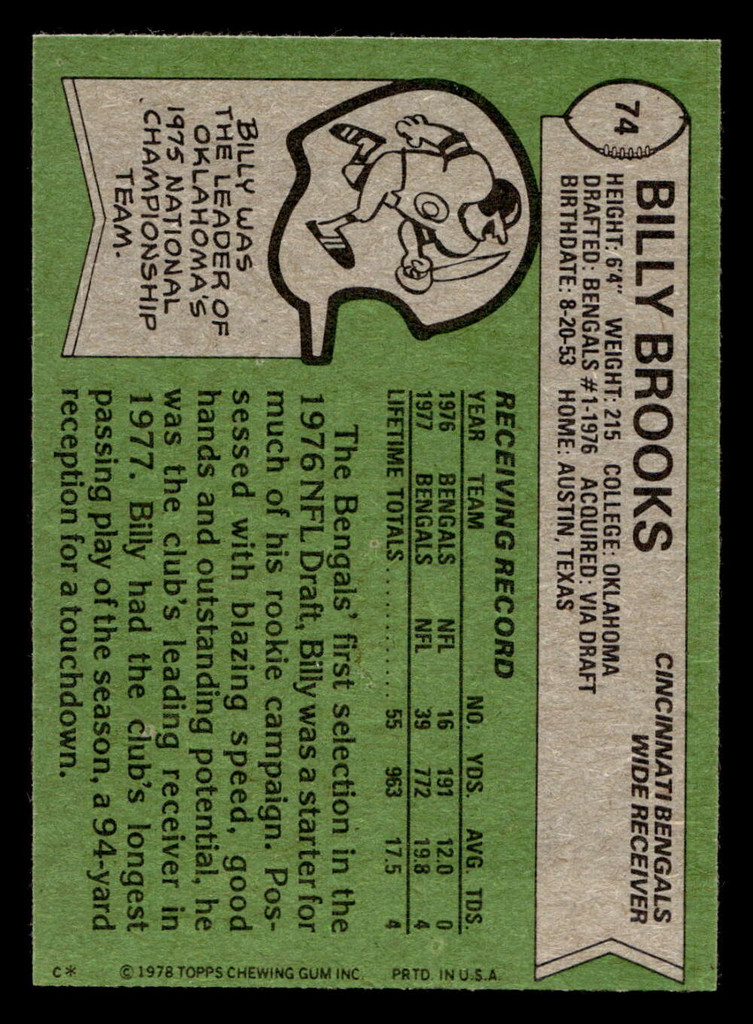 74
BILLY BROOKS
CINCINNATI BENGALS
WIDE RECEIVER
HEIGHT: 6'4" WEIGHT: 215 COLLEGE: OKLAHOMA
DRAFTED: BENGALS #1-1976 ACQUIRED: VIA DRAFT
BIRTHDATE: 8-20-53 HOME: AUSTIN, TEXAS
BILLY WAS
THE LEADER OF
OKLAHOMA'S
1975 NATIONAL
CHAMPIONSHIP
TEAM.
RECEIVING RECORD
YEAR TEAM NO. YDS. AVG. TDS.
1976 BENGALS NFL 16 191 12.0 0
1977 BENGALS NFL 39 772 19.8 4
LIFETIME TOTALS .......... 55 963 17.5 4
The Bengals' first selection in the
1976 NFL Draft, Billy was a starter for
much of his rookie campaign. Pos-
sessed with blazing speed, good
hands and outstanding potential, he
was the club's leading receiver in
1977. Billy had the club's longest
passing play of the season, a 94-yard
reception for a touchdown.
C* © 1978 TOPPS CHEWING GUM INC. PRTD. IN U.S.A.